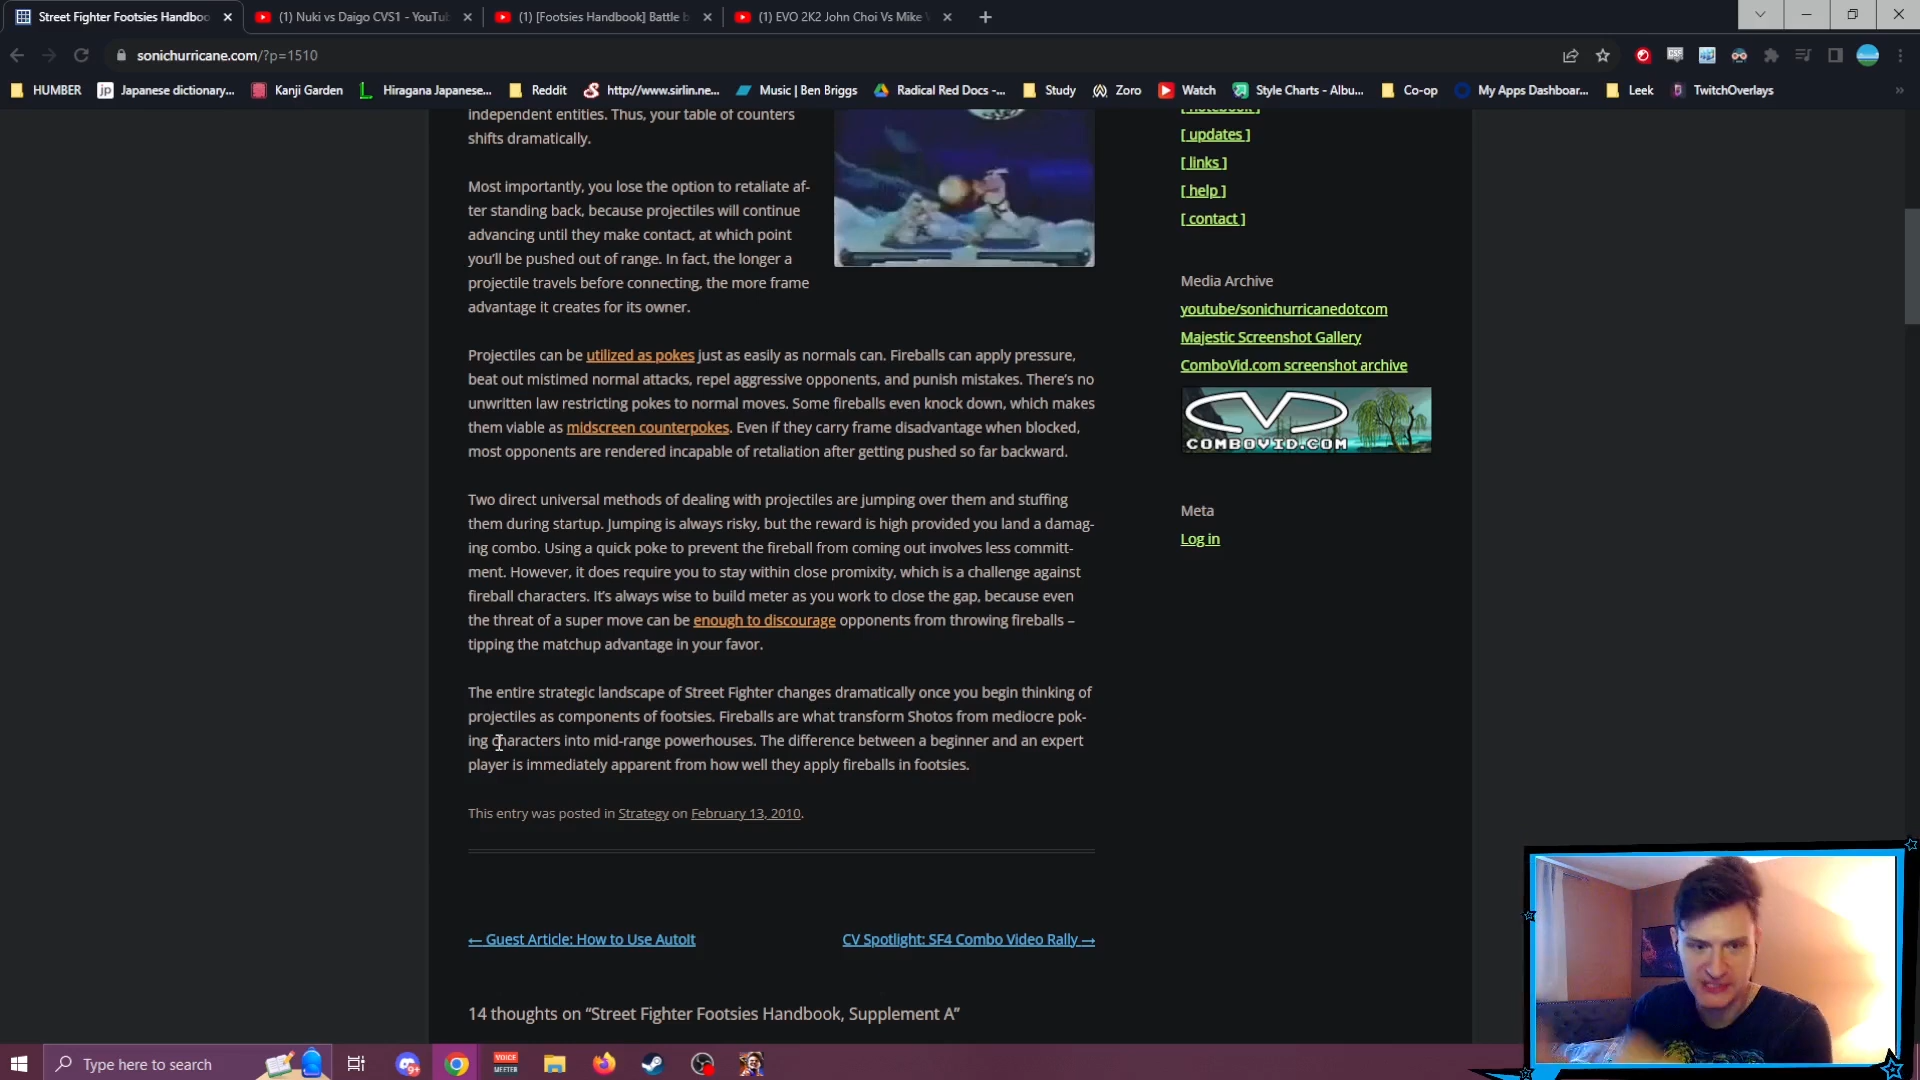 Street Fighter Footsies Handboo
(1) Nuki vs Daigo CVS1 - YouTu
(1) [Footsies Handbook] Battle b
(1) EVO 2K2 John Choi Vs Mike
sonichurricane.com/?p=1510
HUMBER
Japanese dictionary...
Kanji Garden
Hiragana Japanese...
Reddit
http://www.sirlin.ne...
Music | Ben Briggs
Radical Red Docs -...
Study
Zoro
Watch
Style Charts - Albu...
Co-op
My Apps Dashboar...
Leek
TwitchOverlays
independent entities. Thus, your table of counters
shifts dramatically.
Most importantly, you lose the option to retaliate af-
ter standing back, because projectiles will continue
advancing until they make contact, at which point
you'll be pushed out of range. In fact, the longer a
projectile travels before connecting, the more frame
advantage it creates for its owner.
Projectiles can be utilized as pokes just as easily as normals can. Fireballs can apply pressure,
beat out mistimed normal attacks, repel aggressive opponents, and punish mistakes. There's no
unwritten law restricting pokes to normal moves. Some fireballs even knock down, which makes
them viable as midscreen counterpokes. Even if they carry frame disadvantage when blocked,
most opponents are rendered incapable of retaliation after getting pushed so far backward.
Two direct universal methods of dealing with projectiles are jumping over them and stuffing
them during startup. Jumping is always risky, but the reward is high provided you land a damag-
ing combo. Using a quick poke to prevent the fireball from coming out involves less committ-
ment. However, it does require you to stay within close promixity, which is a challenge against
fireball characters. It's always wise to build meter as you work to close the gap, because even
the threat of a super move can be enough to discourage opponents from throwing fireballs –
tipping the matchup advantage in your favor.
The entire strategic landscape of Street Fighter changes dramatically once you begin thinking of
projectiles as components of footsies. Fireballs are what transform Shotos from mediocre pok-
ing characters into mid-range powerhouses. The difference between a beginner and an expert
player is immediately apparent from how well they apply fireballs in footsies.
This entry was posted in Strategy on February 13, 2010.
← Guest Article: How to Use AutoIt
CV Spotlight: SF4 Combo Video Rally →
14 thoughts on “Street Fighter Footsies Handbook, Supplement A”
[ notebook ]
[ updates ]
[ links ]
[ help ]
[ contact ]
Media Archive
youtube/sonichurricanedotcom
Majestic Screenshot Gallery
ComboVid.com screenshot archive
CV
COMBOVID.COM
Meta
Log in
Type here to search
VOICE
MEETER